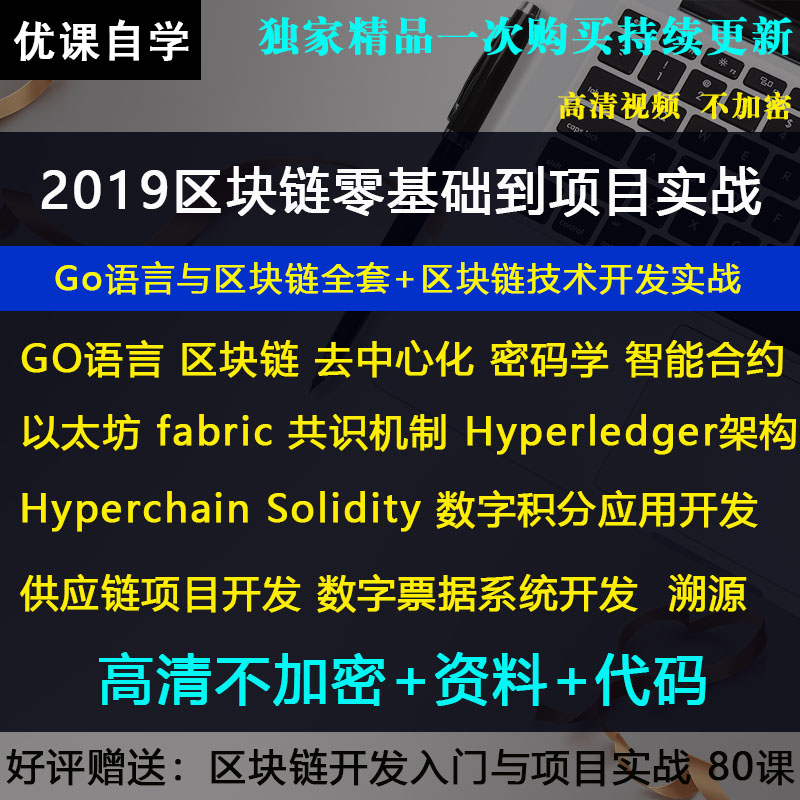 优课自学
独家精品一次购买持续更新
高清视频 不加密
2019区块链零基础到项目实战
Go语言与区块链全套+区块链技术开发实战
GO语言 区块链 去中心化 密码学 智能合约
以太坊 fabric 共识机制 Hyperledger架构
Hyperchain Solidity 数字积分应用开发
供应链项目开发 数字票据系统开发 溯源
高清不加密+资料+代码
好评赠送：区块链开发入门与项目实战 80课